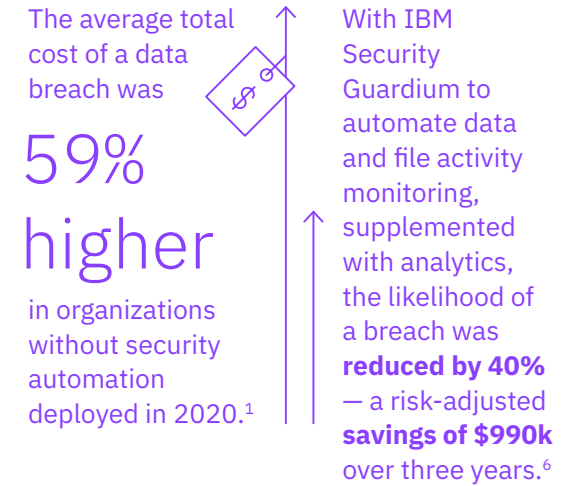 The average total
cost of a data
breach was
59%
higher
in organizations
without security
automation
deployed in 2020.¹
$
With IBM
Security
Guardium to
automate data
and file activity
monitoring,
supplemented
with analytics,
the likelihood of
a breach was
reduced by 40%
— a risk-adjusted
savings of $990k
over three years.⁶